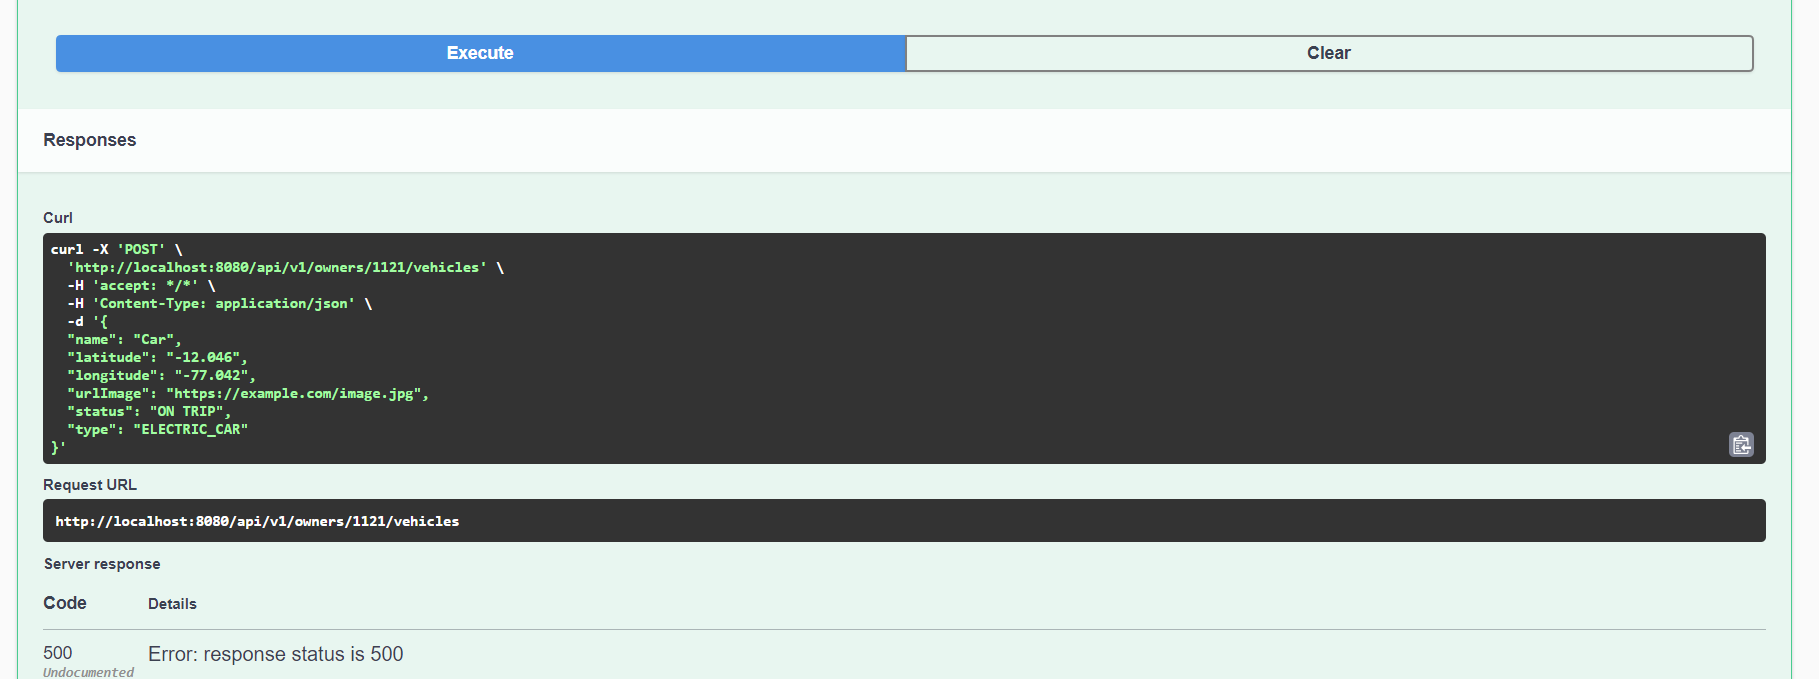 Execute
Clear
Responses
Curl
curl -X 'POST' \
'http://localhost:8080/api/v1/owners/1121/vehicles' \
-H 'accept: */*' \
-H 'Content-Type: application/json' \
-d '{
"name": "Car",
"latitude": "-12.046",
"longitude": "-77.042",
"urlImage": "https://example.com/image.jpg",
"status": "ON TRIP",
"type": "ELECTRIC_CAR"
}'
Request URL
http://localhost:8080/api/v1/owners/1121/vehicles
Server response
Code
Details
500
Undocumented
Error: response status is 500